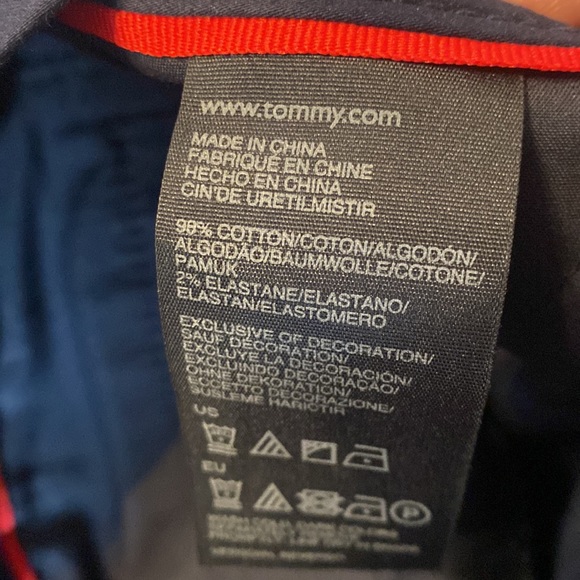 www.tommy.com
MADE IN CHINA
FABRIQUÉ EN CHINE
HECHO EN CHINA
CIN'DE URETILMISTIR
98% COTTON/COTON/ALGODÓN/
ALGODÃO/BAUMWOLLE/COTONE/
PAMUK
2% ELASTANE/ELASTANO/
ELASTAN/ELASTOMERO
EXCLUSIVE OF DECORATION/
SAUF DÉCORATION/
EXCLUYE LA DECORACIÓN/
EXCLUINDO DECORAÇÃO/
OHNE DEKORATION/
ECCETTO DECORAZIONE/
SUSLEME HARICTIR
US
EU
P